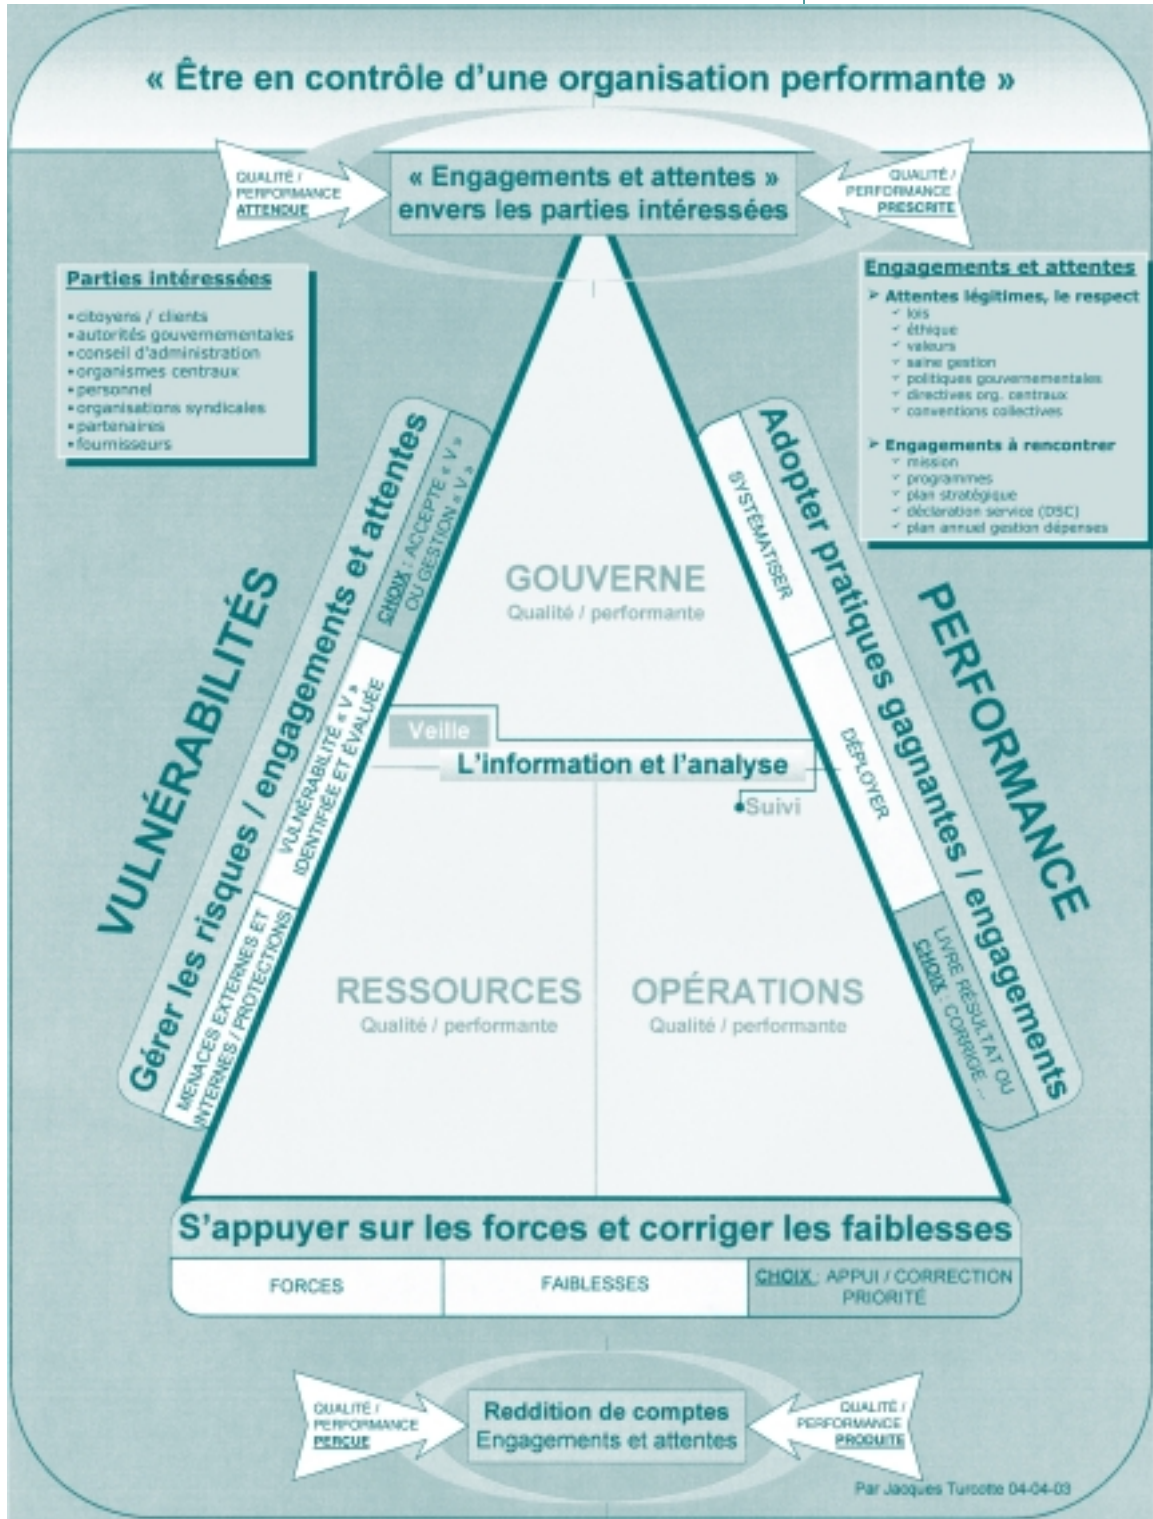 « Être en contrôle d'une organisation performante »
QUALITÉ /
PERFORMANCE
ATTENDUE
« Engagements et attentes »
envers les parties intéressées
QUALITÉ /
PERFORMANCE
PRESCRITE
Parties intéressées
▪ citoyens / clients
▪ autorités gouvernementales
▪ conseil d'administration
▪ organismes centraux
▪ personnel
▪ organisations syndicales
▪ partenaires
▪ fournisseurs
Engagements et attentes
➢ Attentes légitimes, le respect
✓ lois
✓ éthique
✓ valeurs
✓ saine gestion
✓ politiques gouvernementales
✓ directives org. centraux
✓ conventions collectives
➢ Engagements à rencontrer
✓ mission
✓ programmes
✓ plan stratégique
✓ déclaration service (DSC)
✓ plan annuel gestion dépenses
VULNÉRABILITÉS
Gérer les risques / engagements et attentes
CHOIX : ACCEPTE « V »
OU GESTION « V »
VULNÉRABILITÉ « V »
IDENTIFIÉE ET ÉVALUÉE
MENACES EXTERNES ET
INTERNES / PROTECTIONS
GOUVERNE
Qualité / performante
Veille
L'information et l'analyse
Suivi
RESSOURCES
Qualité / performante
OPÉRATIONS
Qualité / performante
Adopter pratiques gagnantes / engagements
SYSTÉMATISER
DÉPLOYER
LIVRE RÉSULTAT OU
CHOIX : CORRIGE ...
PERFORMANCE
S'appuyer sur les forces et corriger les faiblesses
FORCES
FAIBLESSES
CHOIX : APPUI / CORRECTION
PRIORITÉ
QUALITÉ /
PERFORMANCE
PERÇUE
Reddition de comptes
Engagements et attentes
QUALITÉ /
PERFORMANCE
PRODUITE
Par Jacques Turcotte 04-04-03